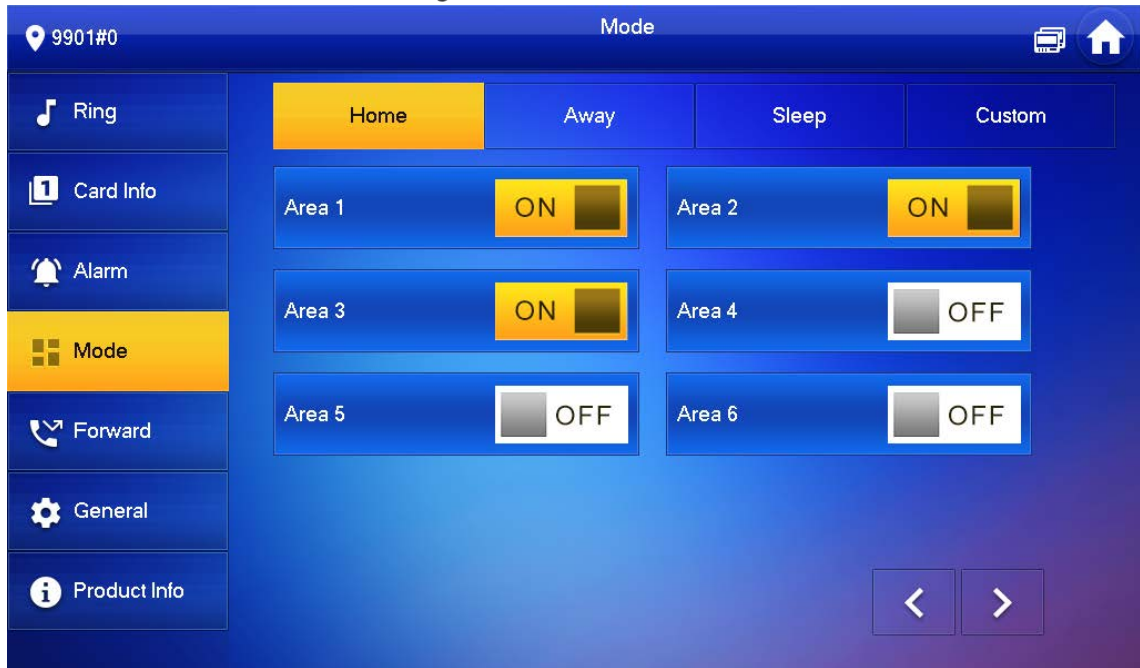 9901#0
Mode
Ring
Card Info
Alarm
Mode
Forward
General
Product Info
Home Away Sleep Custom
Area 1 ON Area 2 ON
Area 3 ON Area 4 OFF
Area 5 OFF Area 6 OFF